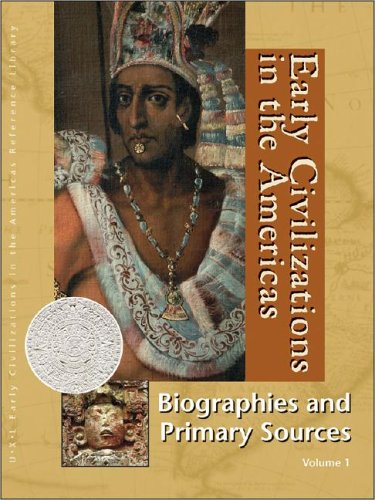 U·X·L Early Civilizations in the Americas Reference Library
Early Civilizations
in the Americas
Biographies and
Primary Sources
Volume 1